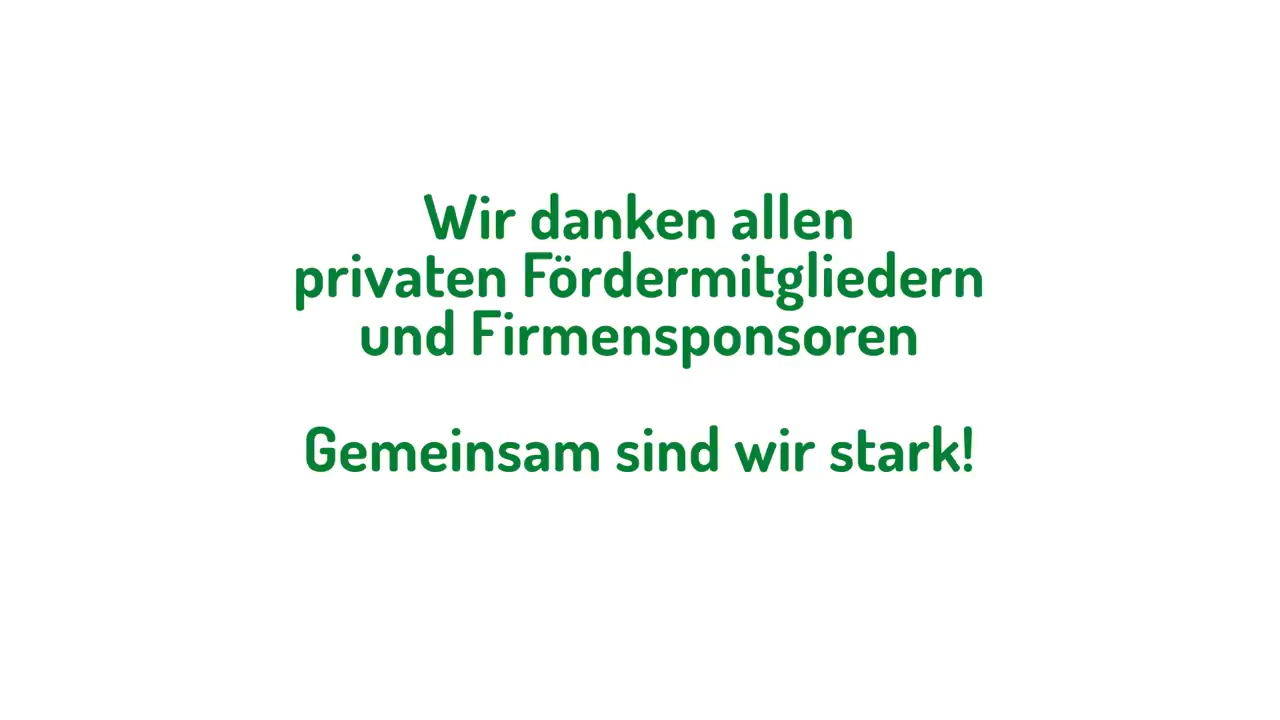 Wir danken allen
privaten Fördermitgliedern
und Firmensponsoren
Gemeinsam sind wir stark!